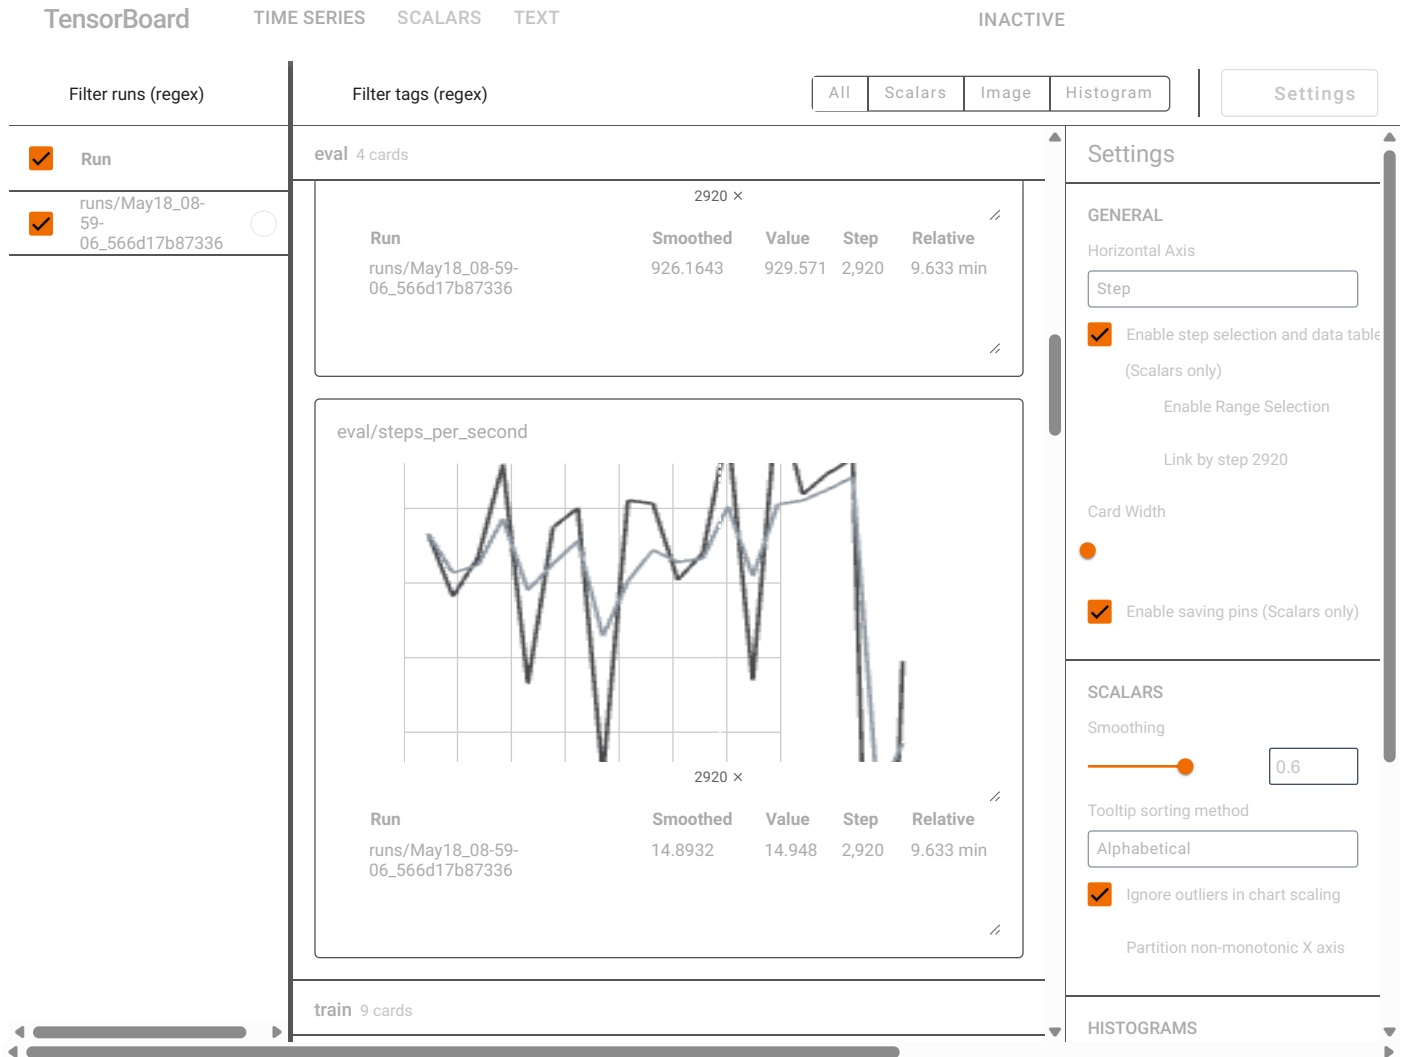 TensorBoard
TIME SERIES
SCALARS
TEXT
INACTIVE
Filter runs (regex)
Filter tags (regex)
All
Scalars
Image
Histogram
Settings
Run
runs/May18_08-
59-
06_566d17b87336
eval 4 cards
2920 ×
Run Smoothed Value Step Relative
runs/May18_08-59- 926.1643 929.571 2,920 9.633 min
06_566d17b87336
eval/steps_per_second
2920 ×
Run Smoothed Value Step Relative
runs/May18_08-59- 14.8932 14.948 2,920 9.633 min
06_566d17b87336
train 9 cards
Settings
GENERAL
Horizontal Axis
Step
Enable step selection and data table
(Scalars only)
Enable Range Selection
Link by step 2920
Card Width
Enable saving pins (Scalars only)
SCALARS
Smoothing
0.6
Tooltip sorting method
Alphabetical
Ignore outliers in chart scaling
Partition non-monotonic X axis
HISTOGRAMS